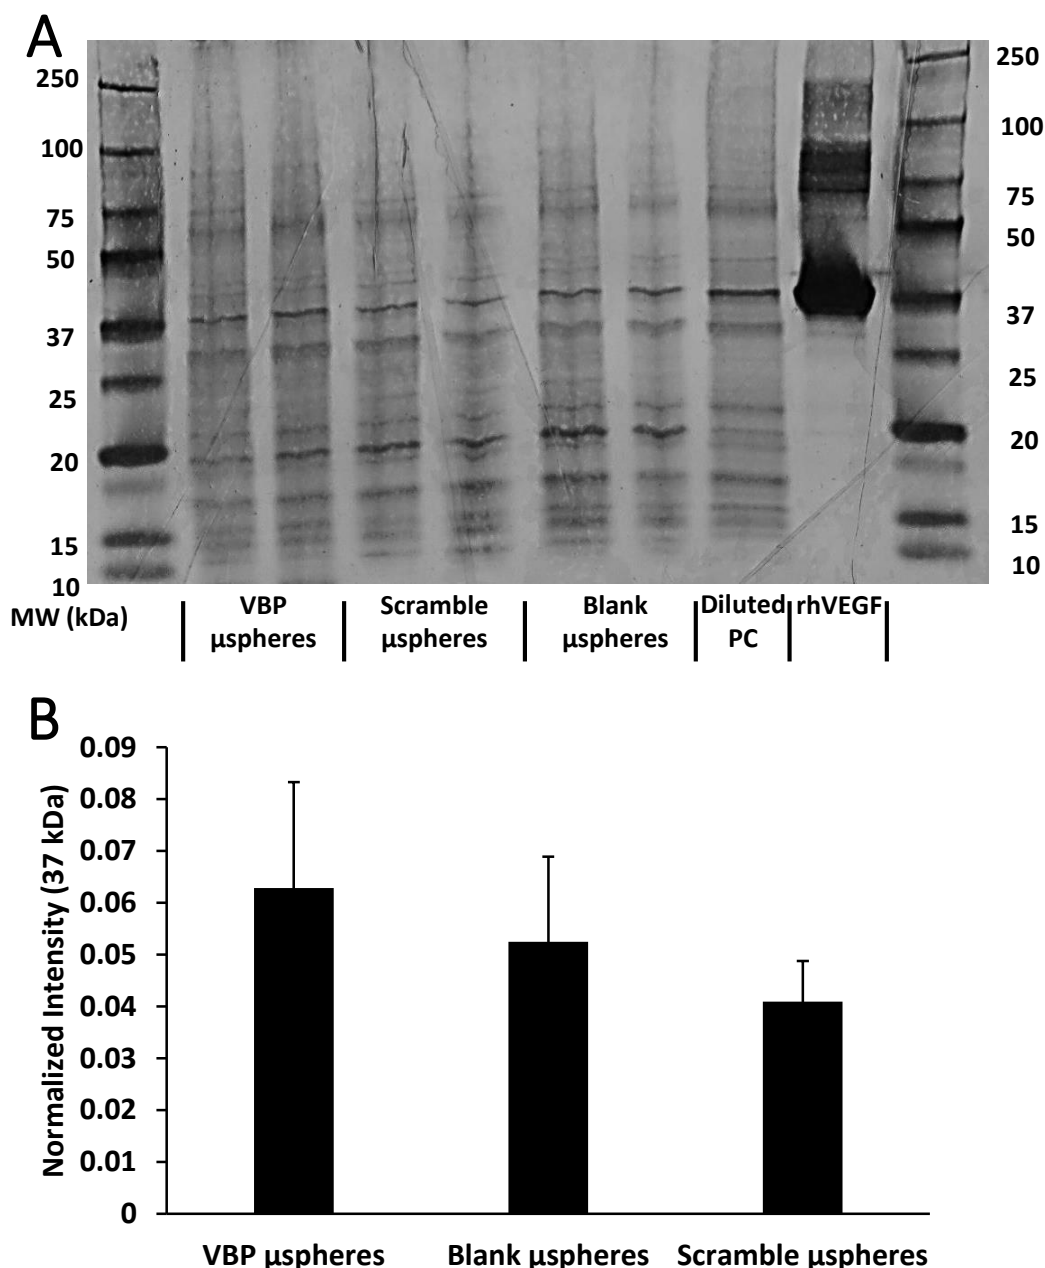 A
250
100
75
50
37
25
20
15
10
MW (kDa)
250
100
75
50
37
25
20
15
10
VBP
µspheres
Scramble
µspheres
Blank
µspheres
Diluted
PC
rhVEGF
B
Normalized Intensity (37 kDa)
0.09
0.08
0.07
0.06
0.05
0.04
0.03
0.02
0.01
0
VBP µspheres
Blank µspheres
Scramble µspheres